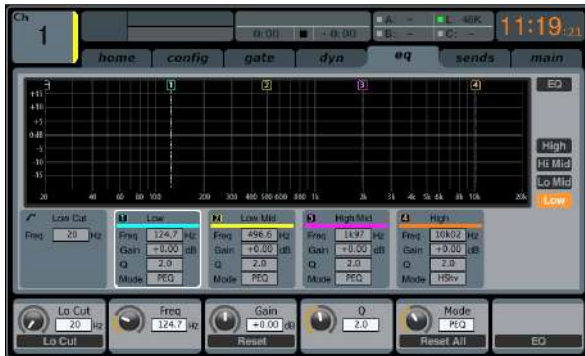 Ch
1
0:00 - 0:00
A: - L 48K
B: - C: -
11:19:21
home config gate dyn eq sends main
1 2 3 4
+15
+10
+5
0dB
-5
-10
-15
20 40 60 80 100 200 300 400 500 600 800 1k 2k 3k 4k 5k 6k 8k 10k 20k
EQ
High
Hi Mid
Lo Mid
Low
Low Cut
Freq 20 Hz
1 Low
Freq 124.7 Hz
Gain +0.00 dB
Q 2.0
Mode PEQ
2 Low Mid
Freq 496.6 Hz
Gain +0.00 dB
Q 2.0
Mode PEQ
3 High Mid
Freq 1k97 Hz
Gain +0.00 dB
Q 2.0
Mode PEQ
4 High
Freq 10k02 Hz
Gain +0.00 dB
Q 2.0
Mode HShv
Lo Cut
20 Hz
Lo Cut
Freq
124.7 Hz
Gain
+0.00 dB
Reset
Q
2.0
Mode
PEQ
Reset All
EQ